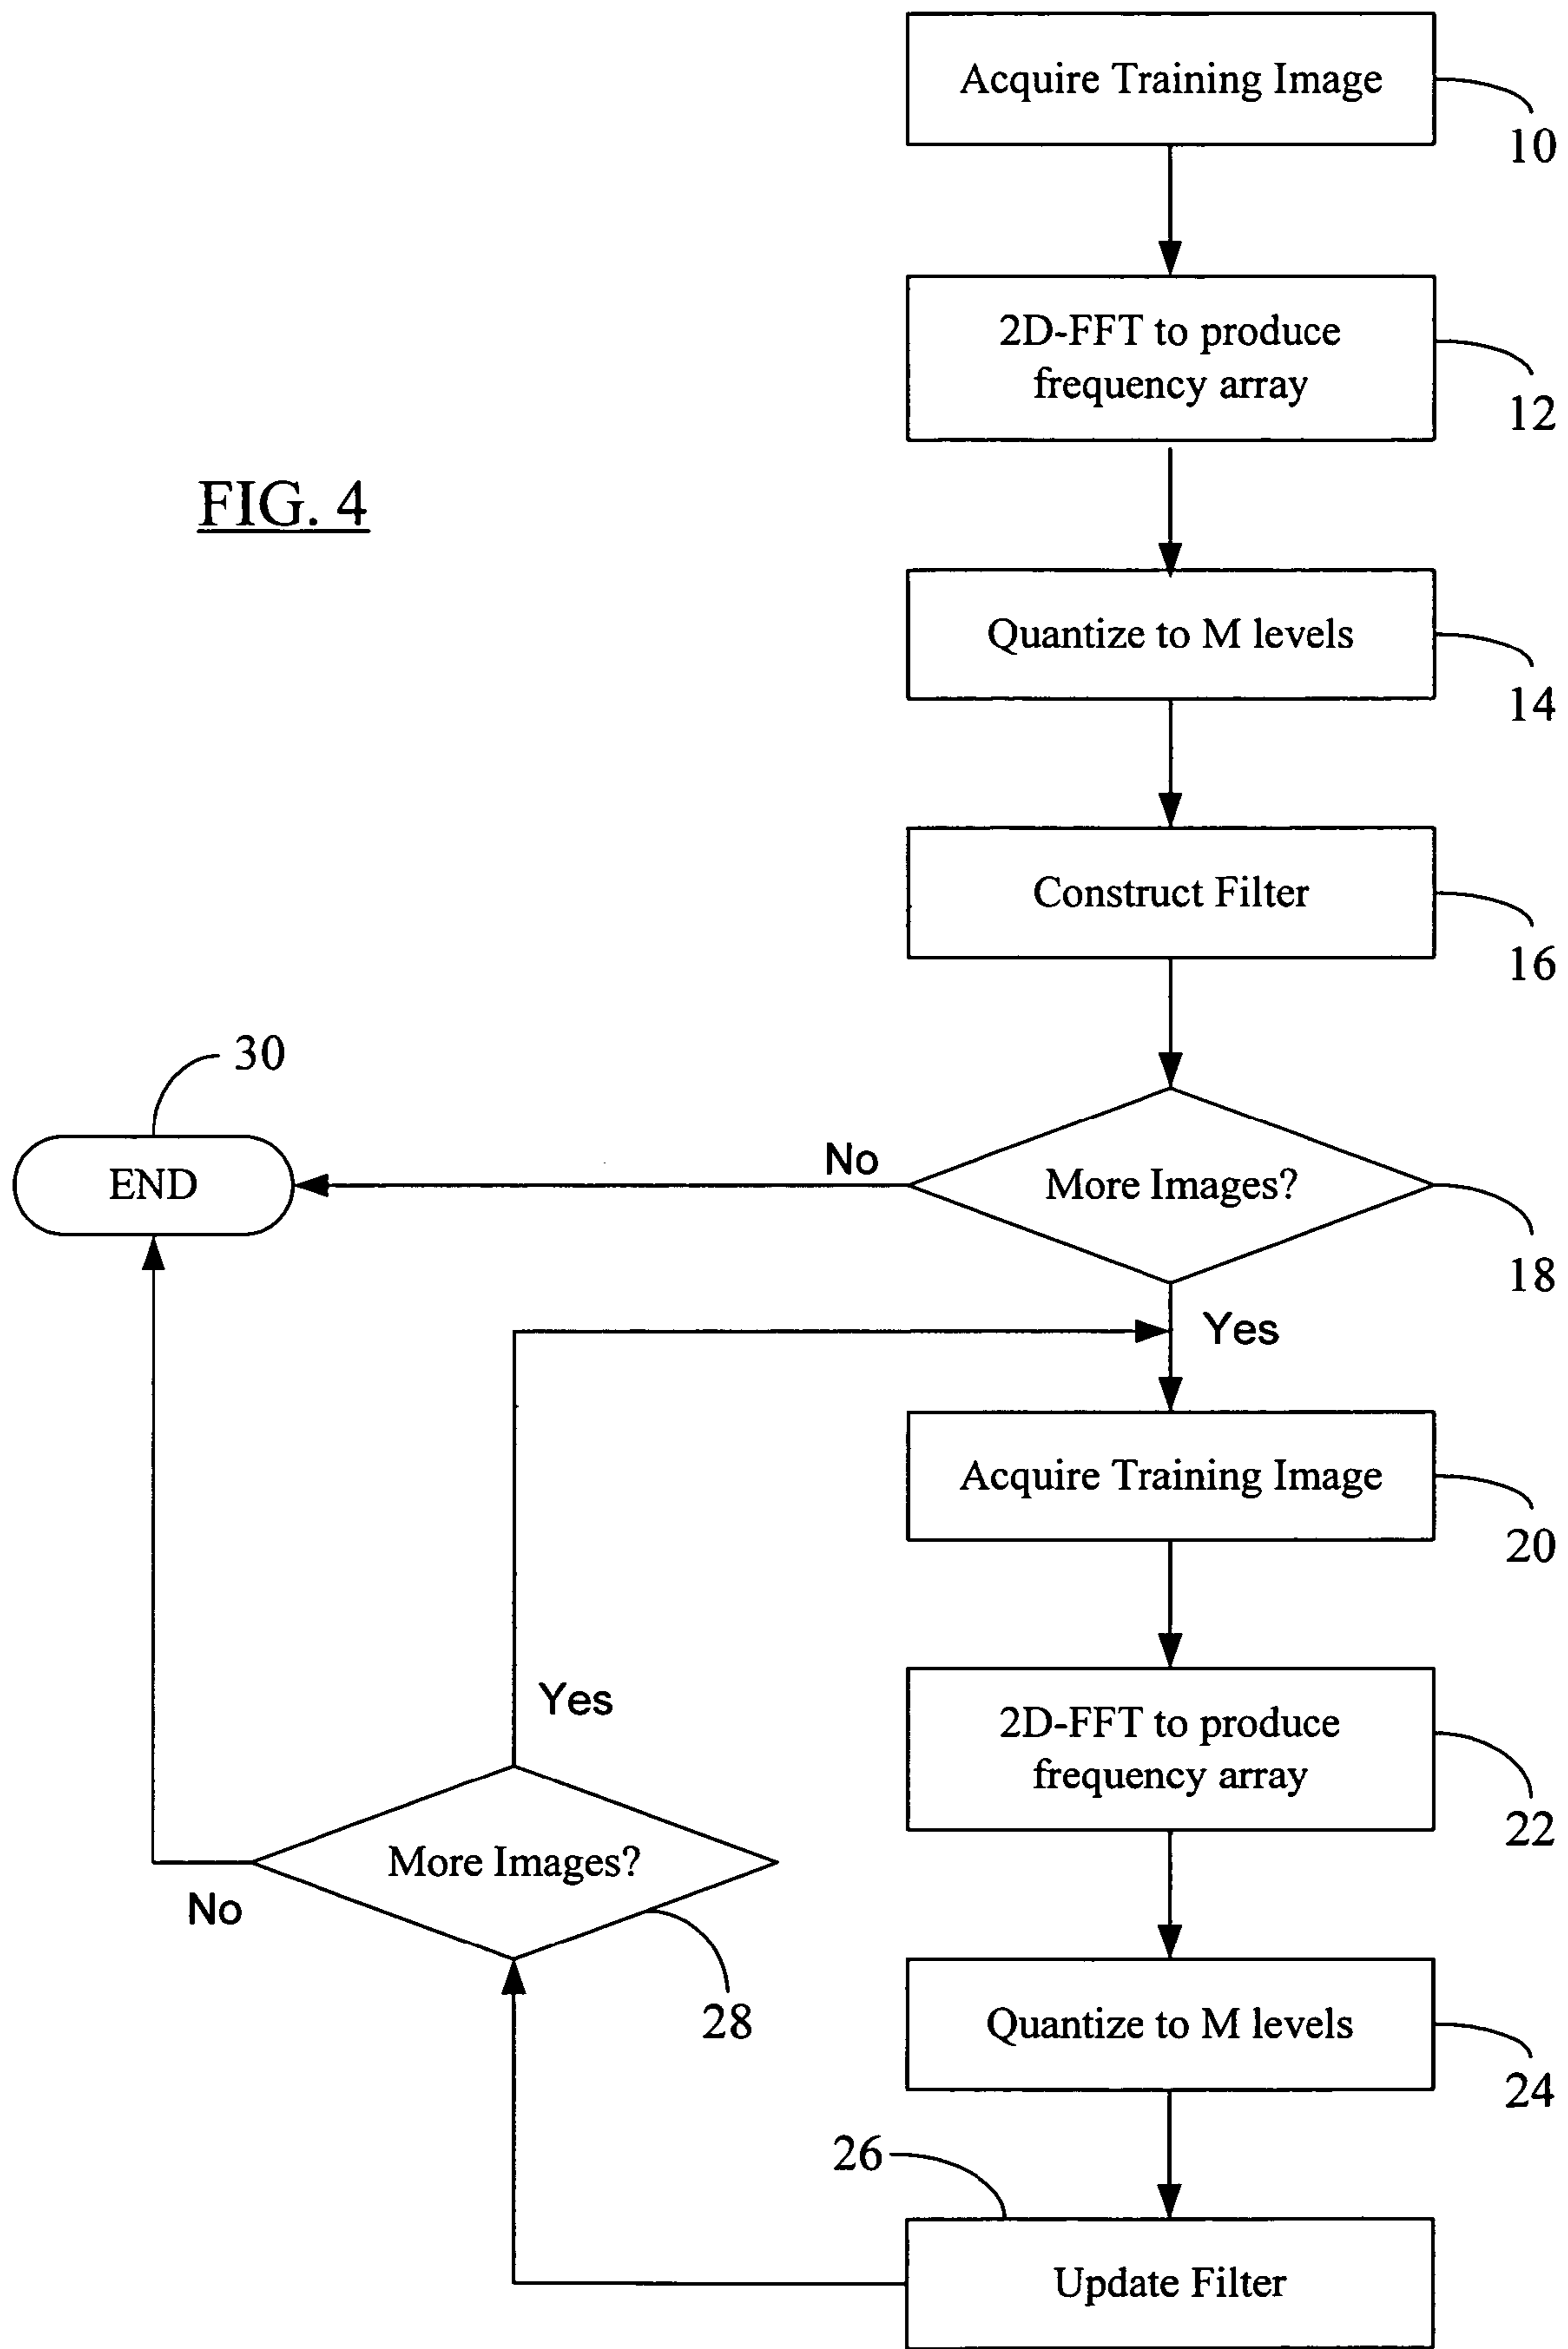 Acquire Training Image
10
2D-FFT to produce
frequency array
12
FIG. 4
Quantize to M levels
14
Construct Filter
16
30
END
No
More Images?
18
Yes
Acquire Training Image
20
2D-FFT to produce
frequency array
22
Yes
More Images?
No
28
Quantize to M levels
24
26
Update Filter